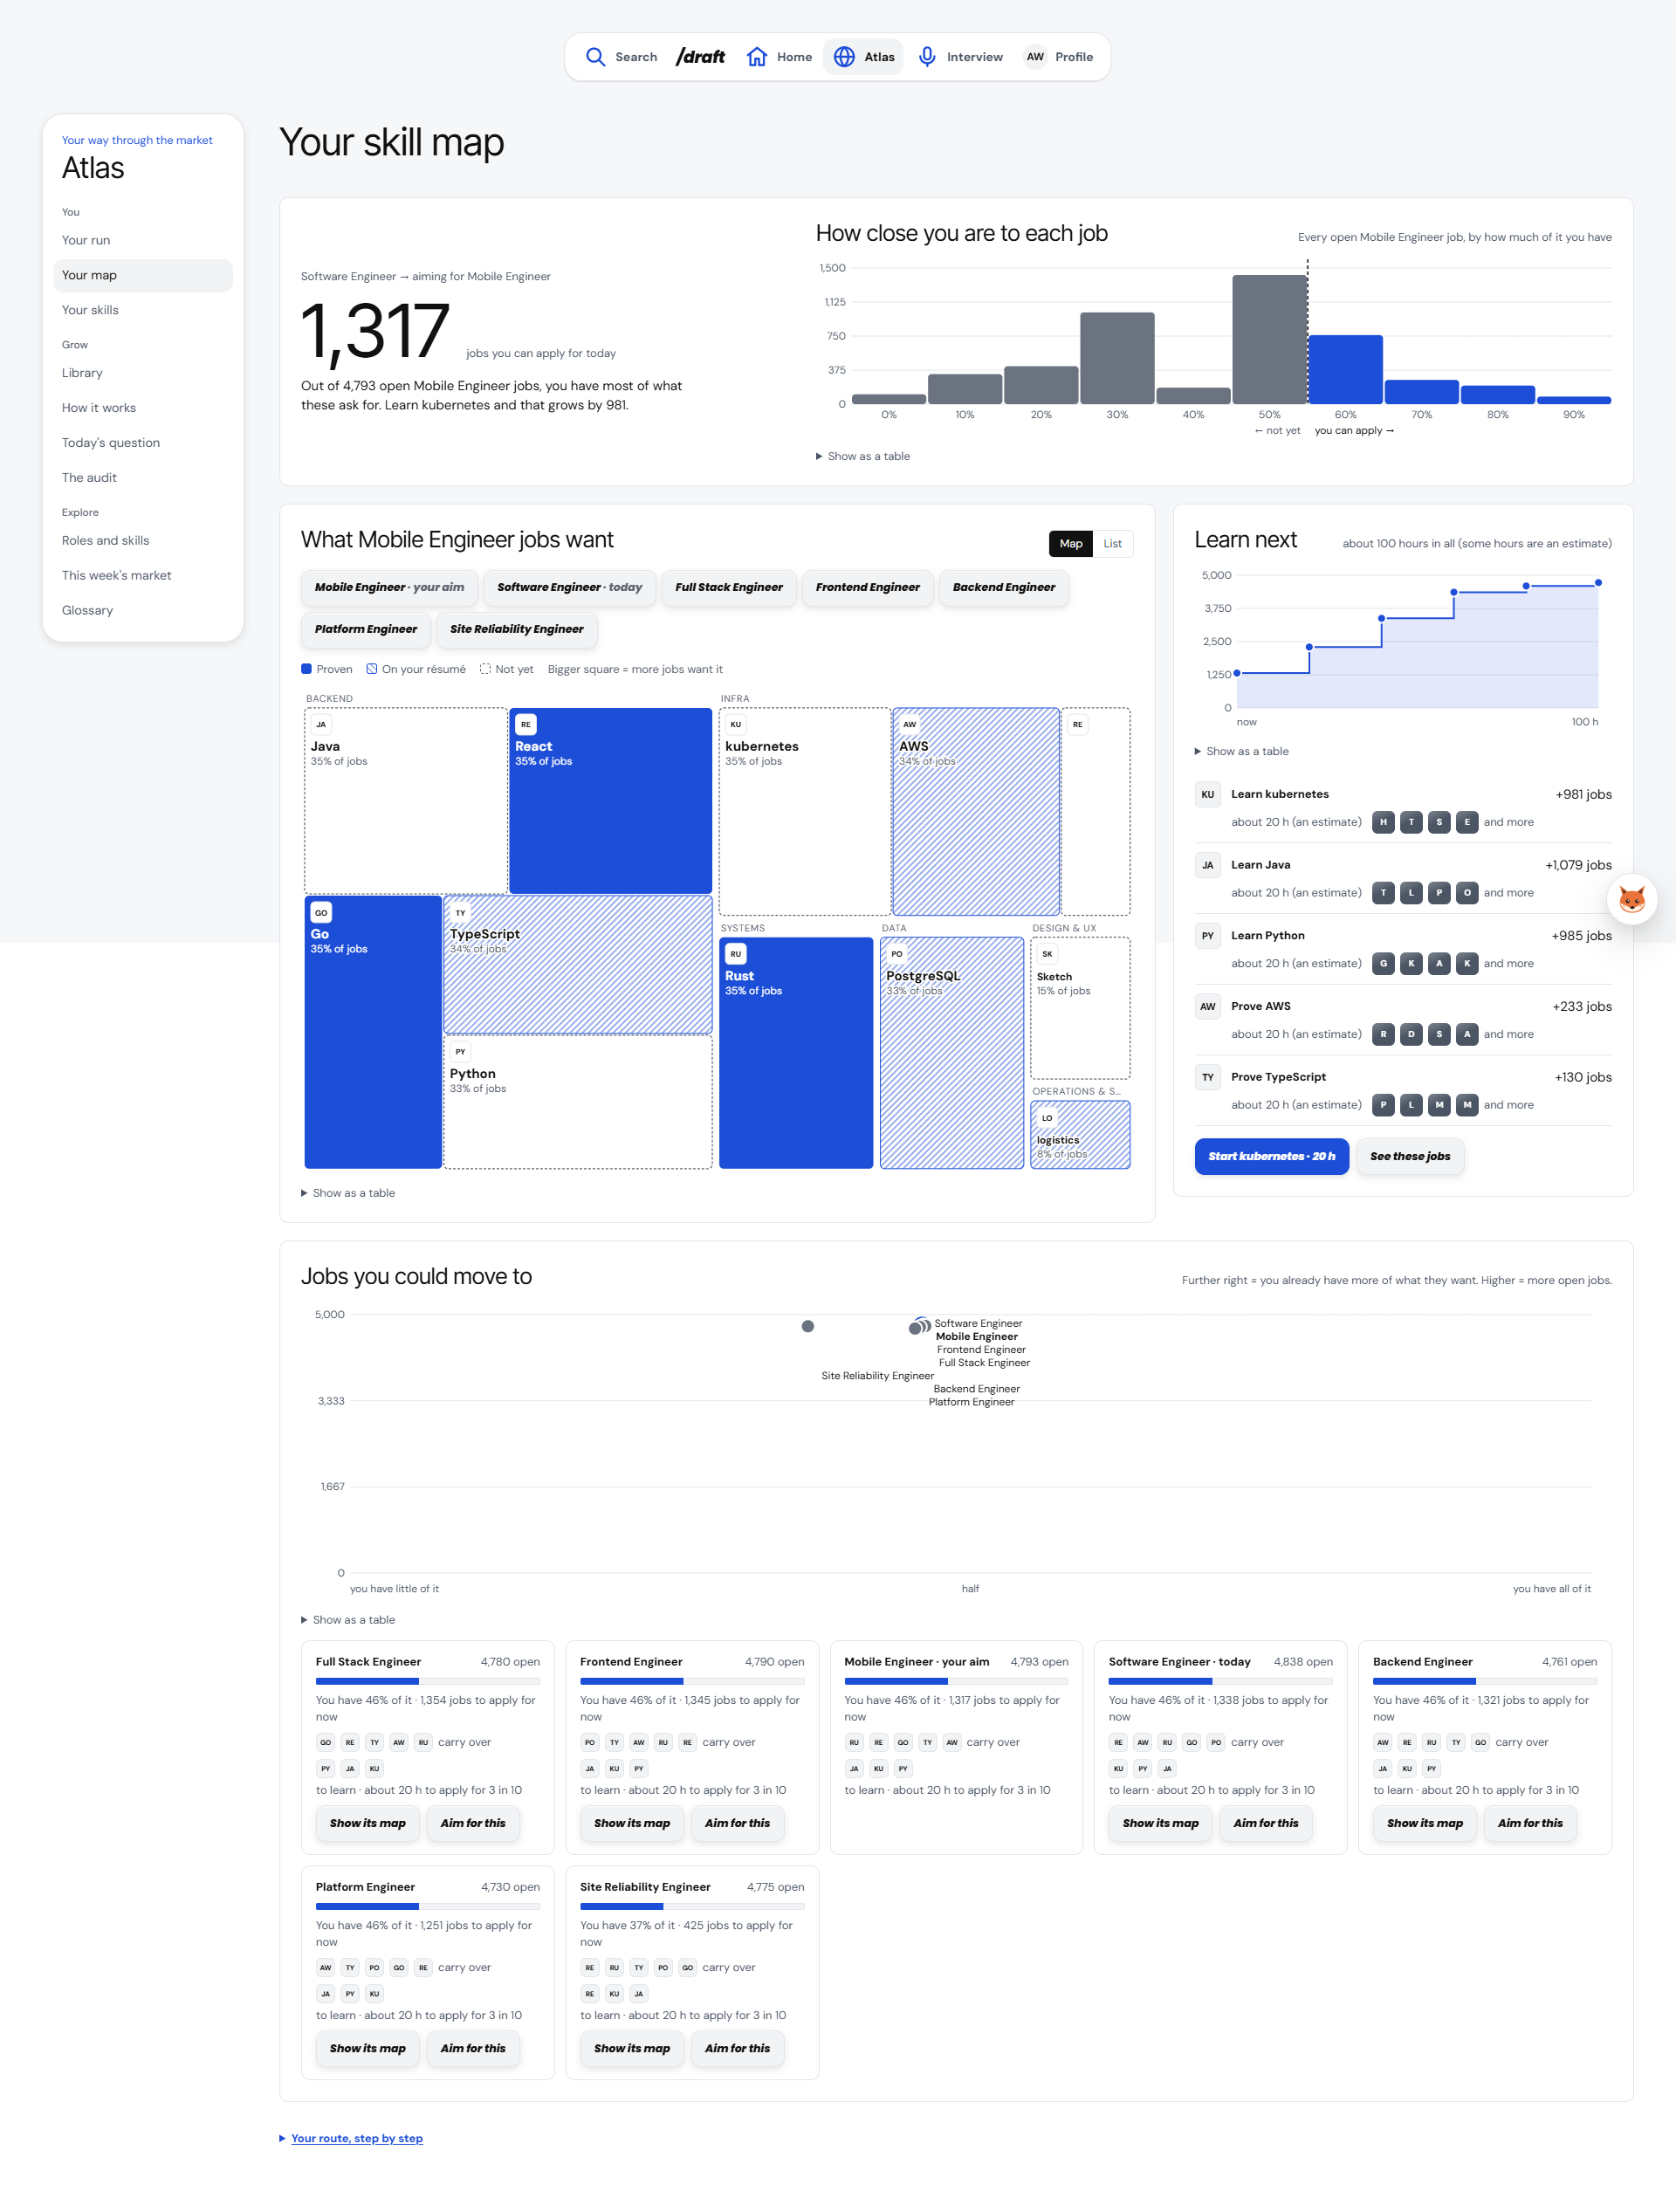 Search
/draft
Home
Atlas
Interview
AW
Profile
Your way through the market
Atlas
You
Your run
Your map
Your skills
Grow
Library
How it works
Today's question
The audit
Explore
Roles and skills
This week's market
Glossary
Your skill map
Software Engineer → aiming for Mobile Engineer
1,317 jobs you can apply for today
Out of 4,793 open Mobile Engineer jobs, you have most of what
these ask for. Learn kubernetes and that grows by 981.
How close you are to each job
Every open Mobile Engineer job, by how much of it you have
1,500
1,125
750
375
0
0% 10% 20% 30% 40% 50% 60% 70% 80% 90%
← not yet you can apply →
Show as a table
What Mobile Engineer jobs want
Map List
Mobile Engineer · your aim
Software Engineer · today
Full Stack Engineer
Frontend Engineer
Backend Engineer
Platform Engineer
Site Reliability Engineer
Proven On your résumé Not yet Bigger square = more jobs want it
BACKEND
JA
Java
35% of jobs
RE
React
35% of jobs
GO
Go
35% of jobs
TY
TypeScript
34% of jobs
PY
Python
33% of jobs
INFRA
KU
kubernetes
35% of jobs
AW
AWS
34% of jobs
RE
SYSTEMS
RU
Rust
35% of jobs
DATA
PO
PostgreSQL
33% of jobs
DESIGN & UX
SK
Sketch
15% of jobs
OPERATIONS & S…
LO
logistics
8% of jobs
Show as a table
Learn next
about 100 hours in all (some hours are an estimate)
5,000
3,750
2,500
1,250
0
now 100 h
Show as a table
KU Learn kubernetes +981 jobs
about 20 h (an estimate) H T S E and more
JA Learn Java +1,079 jobs
about 20 h (an estimate) T L P O and more
PY Learn Python +985 jobs
about 20 h (an estimate) G K A K and more
AW Prove AWS +233 jobs
about 20 h (an estimate) R D S A and more
TY Prove TypeScript +130 jobs
about 20 h (an estimate) P L M M and more
Start kubernetes · 20 h
See these jobs
Jobs you could move to
Further right = you already have more of what they want. Higher = more open jobs.
5,000
3,333
1,667
0
Software Engineer
Mobile Engineer
Frontend Engineer
Full Stack Engineer
Site Reliability Engineer
Backend Engineer
Platform Engineer
you have little of it half you have all of it
Show as a table
Full Stack Engineer 4,780 open
You have 46% of it · 1,354 jobs to apply for
now
GO RE TY AW RU carry over
PY JA KU
to learn · about 20 h to apply for 3 in 10
Show its map Aim for this
Frontend Engineer 4,790 open
You have 46% of it · 1,345 jobs to apply for
now
PO TY AW RU RE carry over
JA KU PY
to learn · about 20 h to apply for 3 in 10
Show its map Aim for this
Mobile Engineer · your aim 4,793 open
You have 46% of it · 1,317 jobs to apply for
now
RU RE GO TY AW carry over
JA KU PY
to learn · about 20 h to apply for 3 in 10
Software Engineer · today 4,838 open
You have 46% of it · 1,338 jobs to apply for
now
RE AW RU GO PO carry over
KU PY JA
to learn · about 20 h to apply for 3 in 10
Show its map Aim for this
Backend Engineer 4,761 open
You have 46% of it · 1,321 jobs to apply for
now
AW RE RU TY GO carry over
JA KU PY
to learn · about 20 h to apply for 3 in 10
Show its map Aim for this
Platform Engineer 4,730 open
You have 46% of it · 1,251 jobs to apply for
now
AW TY PO GO RE carry over
JA PY KU
to learn · about 20 h to apply for 3 in 10
Show its map Aim for this
Site Reliability Engineer 4,775 open
You have 37% of it · 425 jobs to apply for
now
RE RU TY PO GO carry over
RE KU JA
to learn · about 20 h to apply for 3 in 10
Show its map Aim for this
Your route, step by step